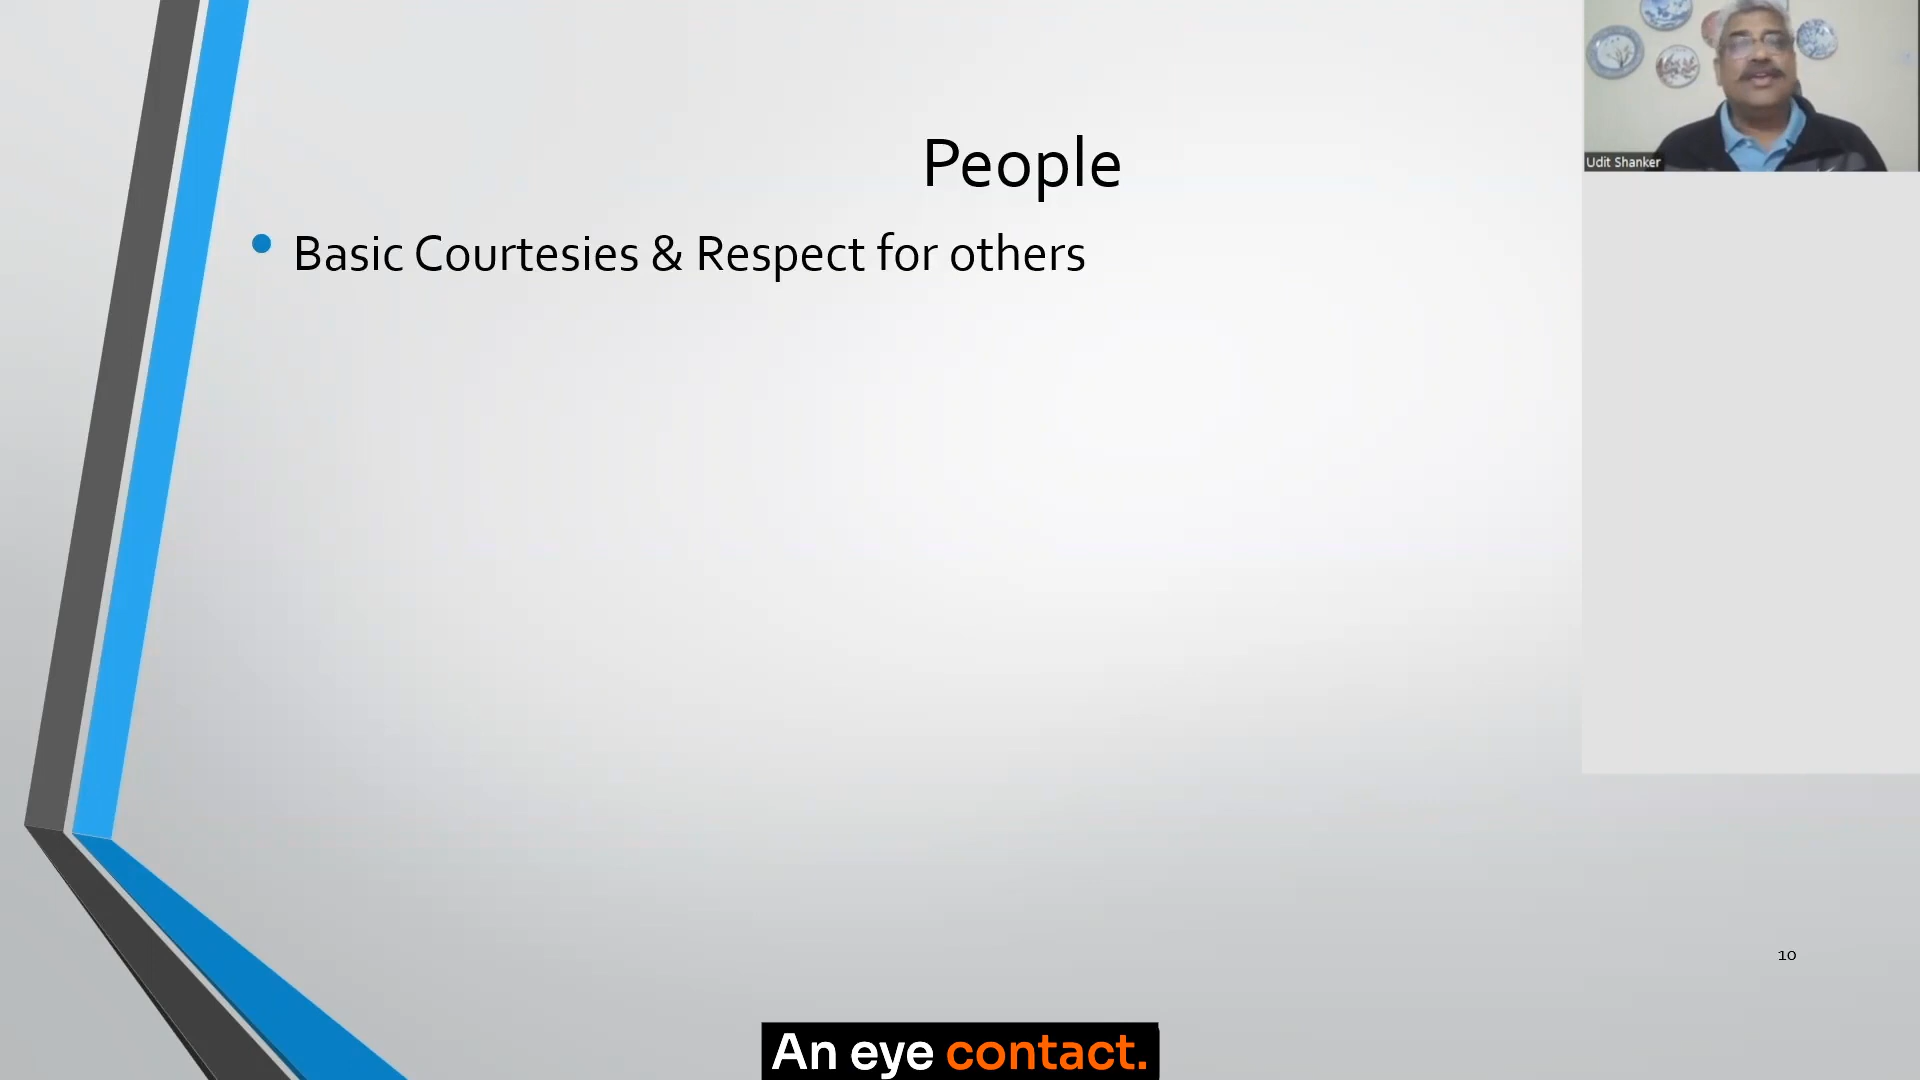 Udit Shanker
People
Basic Courtesies & Respect for others
10
An eye contact.